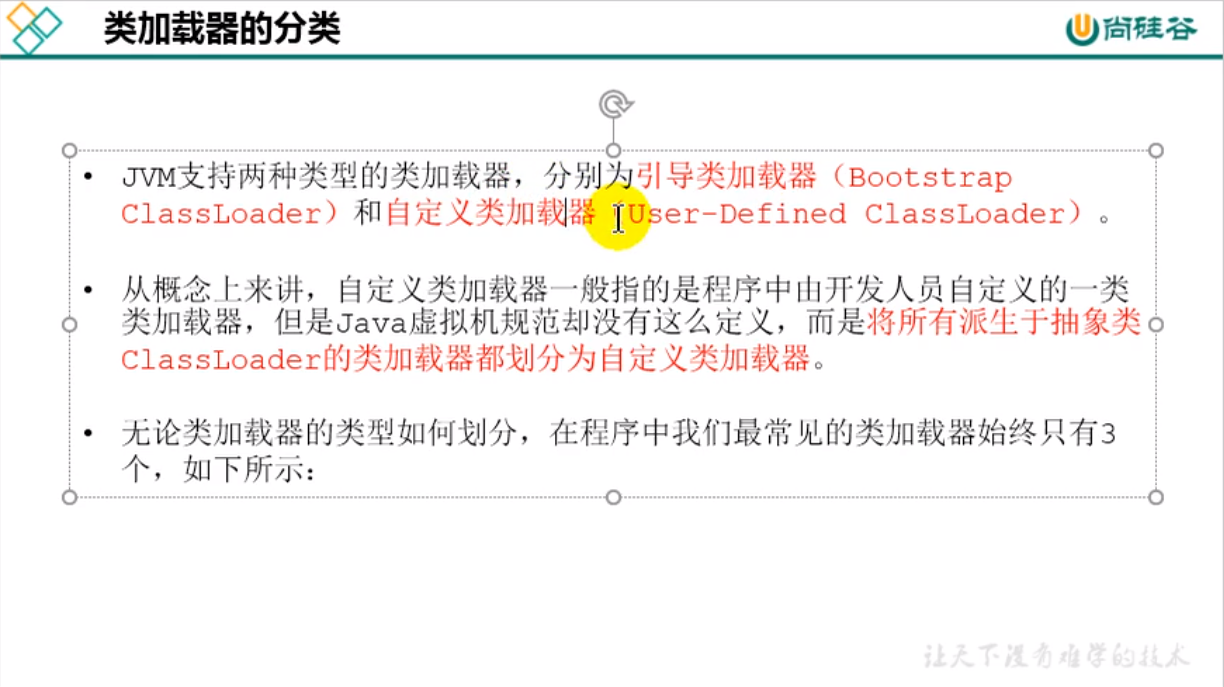 类加载器的分类
尚硅谷
• JVM支持两种类型的类加载器，分别为引导类加载器（Bootstrap
ClassLoader）和自定义类加载器（User-Defined ClassLoader）。
• 从概念上来讲，自定义类加载器一般指的是程序中由开发人员自定义的一类
类加载器，但是Java虚拟机规范却没有这么定义，而是将所有派生于抽象类
ClassLoader的类加载器都划分为自定义类加载器。
• 无论类加载器的类型如何划分，在程序中我们最常见的类加载器始终只有3
个，如下所示：
让天下没有难学的技术